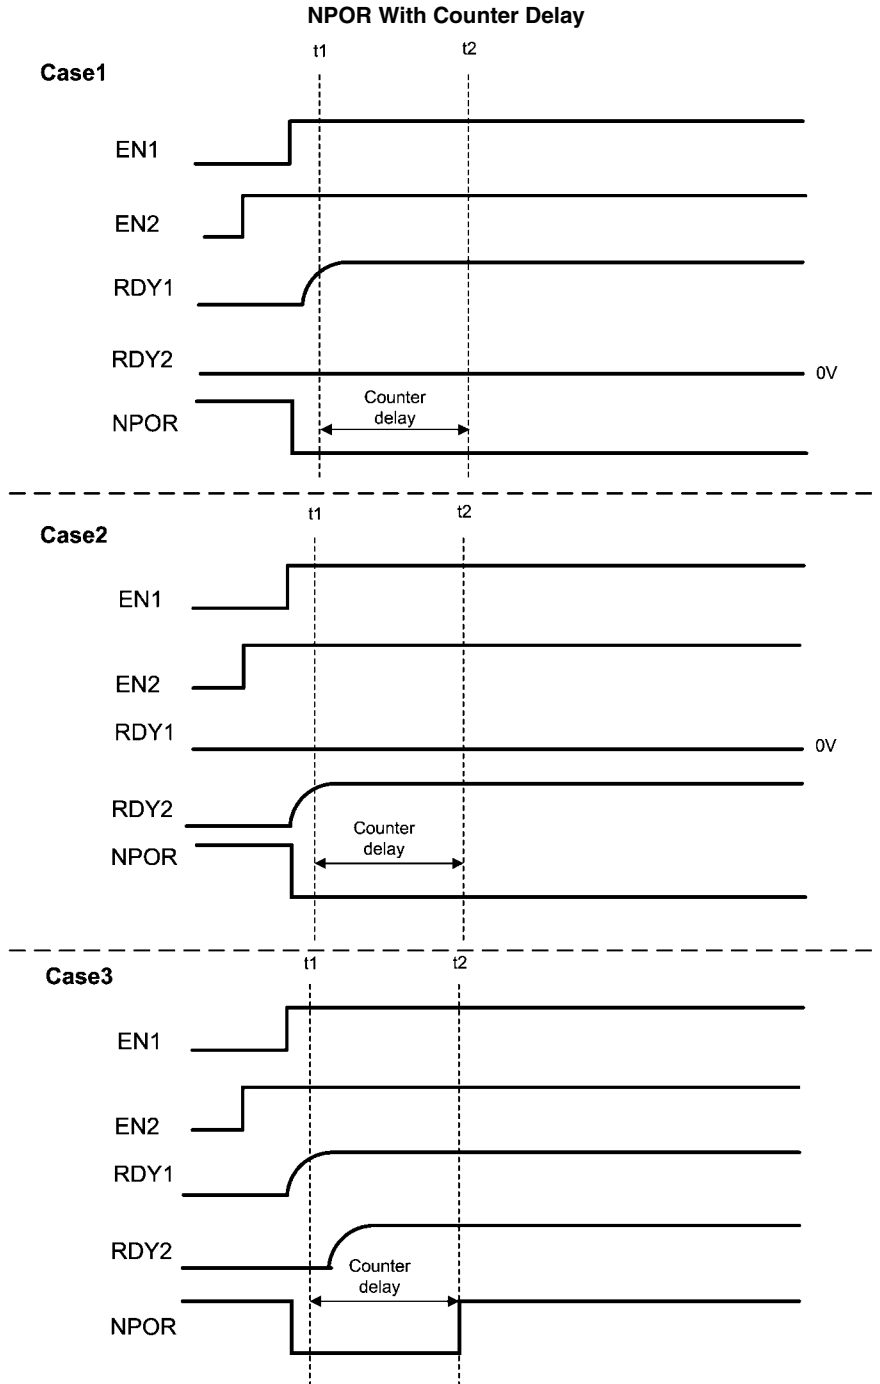 NPOR With Counter Delay
t1 t2
Case1
EN1
EN2
RDY1
RDY2
0V
NPOR
Counter
delay
t1 t2
Case2
EN1
EN2
RDY1
0V
RDY2
NPOR
Counter
delay
t1 t2
Case3
EN1
EN2
RDY1
RDY2
Counter
delay
NPOR